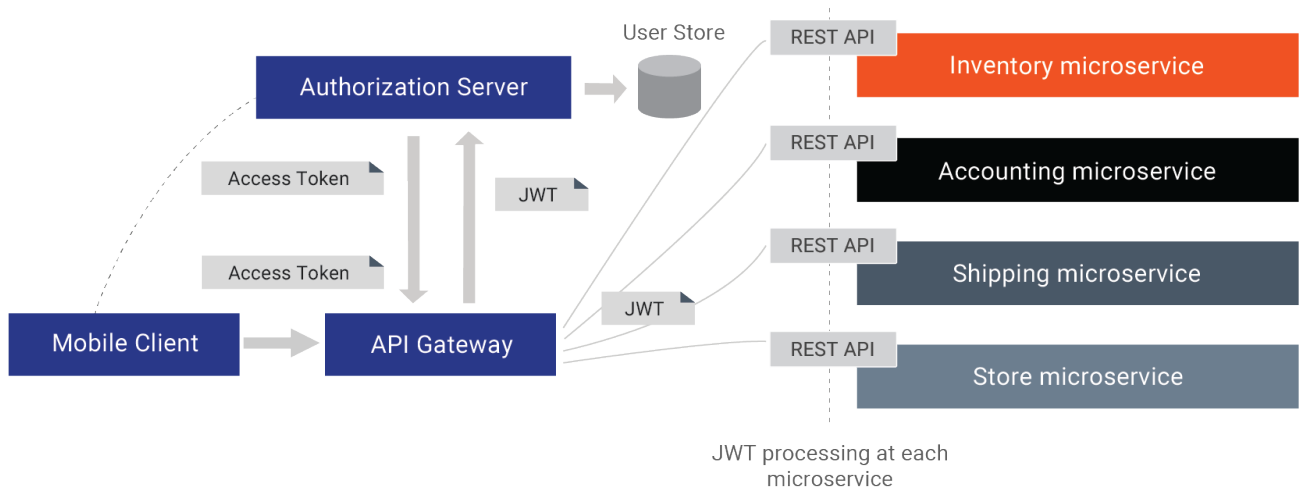 User Store
REST API
Inventory microservice
Authorization Server
REST API
Accounting microservice
Access Token
JWT
REST API
Shipping microservice
Access Token
JWT
Mobile Client
API Gateway
REST API
Store microservice
JWT processing at each
microservice